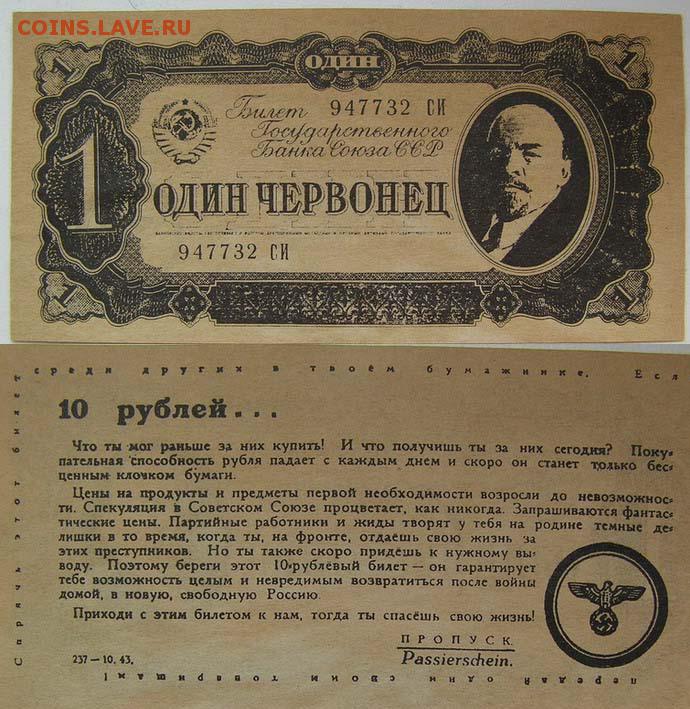 COINS.LAVE.RU
ОДИН
1
1
Билет 947732 СИ
Государственного
Банка Союза ССР
1
ОДИН ЧЕРВОНЕЦ
947732 СИ
1
1
Спрячь этот билет среди других в твоём бумажнике. Есл
10 рублей...
Что ты мог раньше за них купить! И что получишь ты за них сегодня? Поку-
пательная способность рубля падает с каждым днем и скоро он станет только бес-
ценным клочком бумаги.
Цены на продукты и предметы первой необходимости возросли до невозможнос-
ти. Спекуляция в Советском Союзе процветает, как никогда. Запрашиваются фантас-
тические цены. Партийные работники и жиды творят у тебя на родине темные де-
лишки в то время, когда ты, на фронте, отдаёшь свою жизнь за
этих преступников. Но ты также скоро придёшь к нужному вы-
воду. Поэтому береги этот 10-рублёвый билет — он гарантирует
тебе возможность целым и невредимым возвратиться после войны
домой, в новую, свободную Россию.
Приходи с этим билетом к нам, тогда ты спасёшь свою жизнь!
ПРОПУСК.
Passierschein.
237 — 10. 43.
передай один своим товарищам!